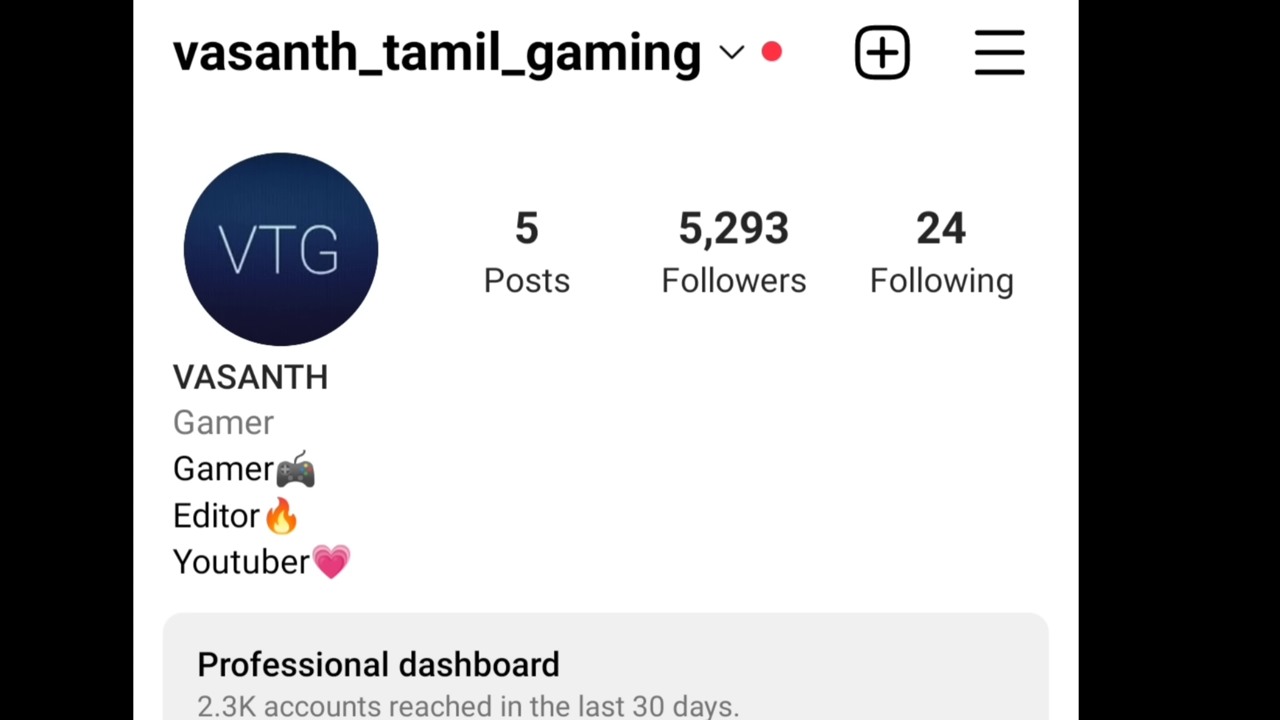 vasanth_tamil_gaming
VTG
5 5,293 24
Posts Followers Following
VASANTH
Gamer
Gamer🎮
Editor🔥
Youtuber💗
Professional dashboard
2.3K accounts reached in the last 30 days.